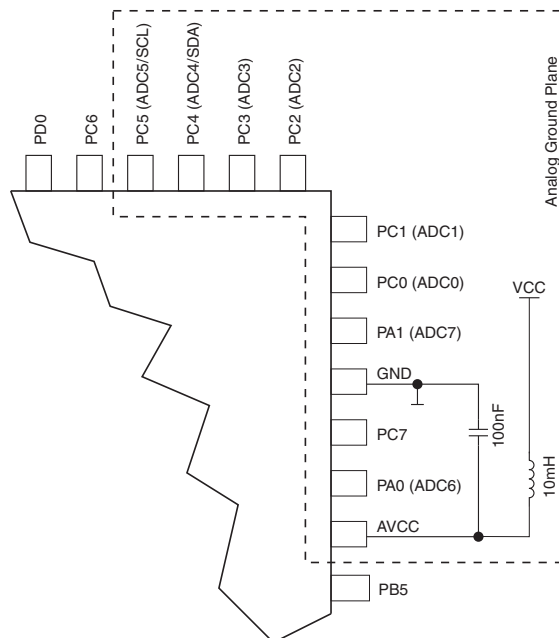 PD0
PC6
PC5 (ADC5/SCL)
PC4 (ADC4/SDA)
PC3 (ADC3)
PC2 (ADC2)
Analog Ground Plane
PC1 (ADC1)
PC0 (ADC0)
VCC
PA1 (ADC7)
GND
100nF
PC7
10mH
PA0 (ADC6)
AVCC
PB5